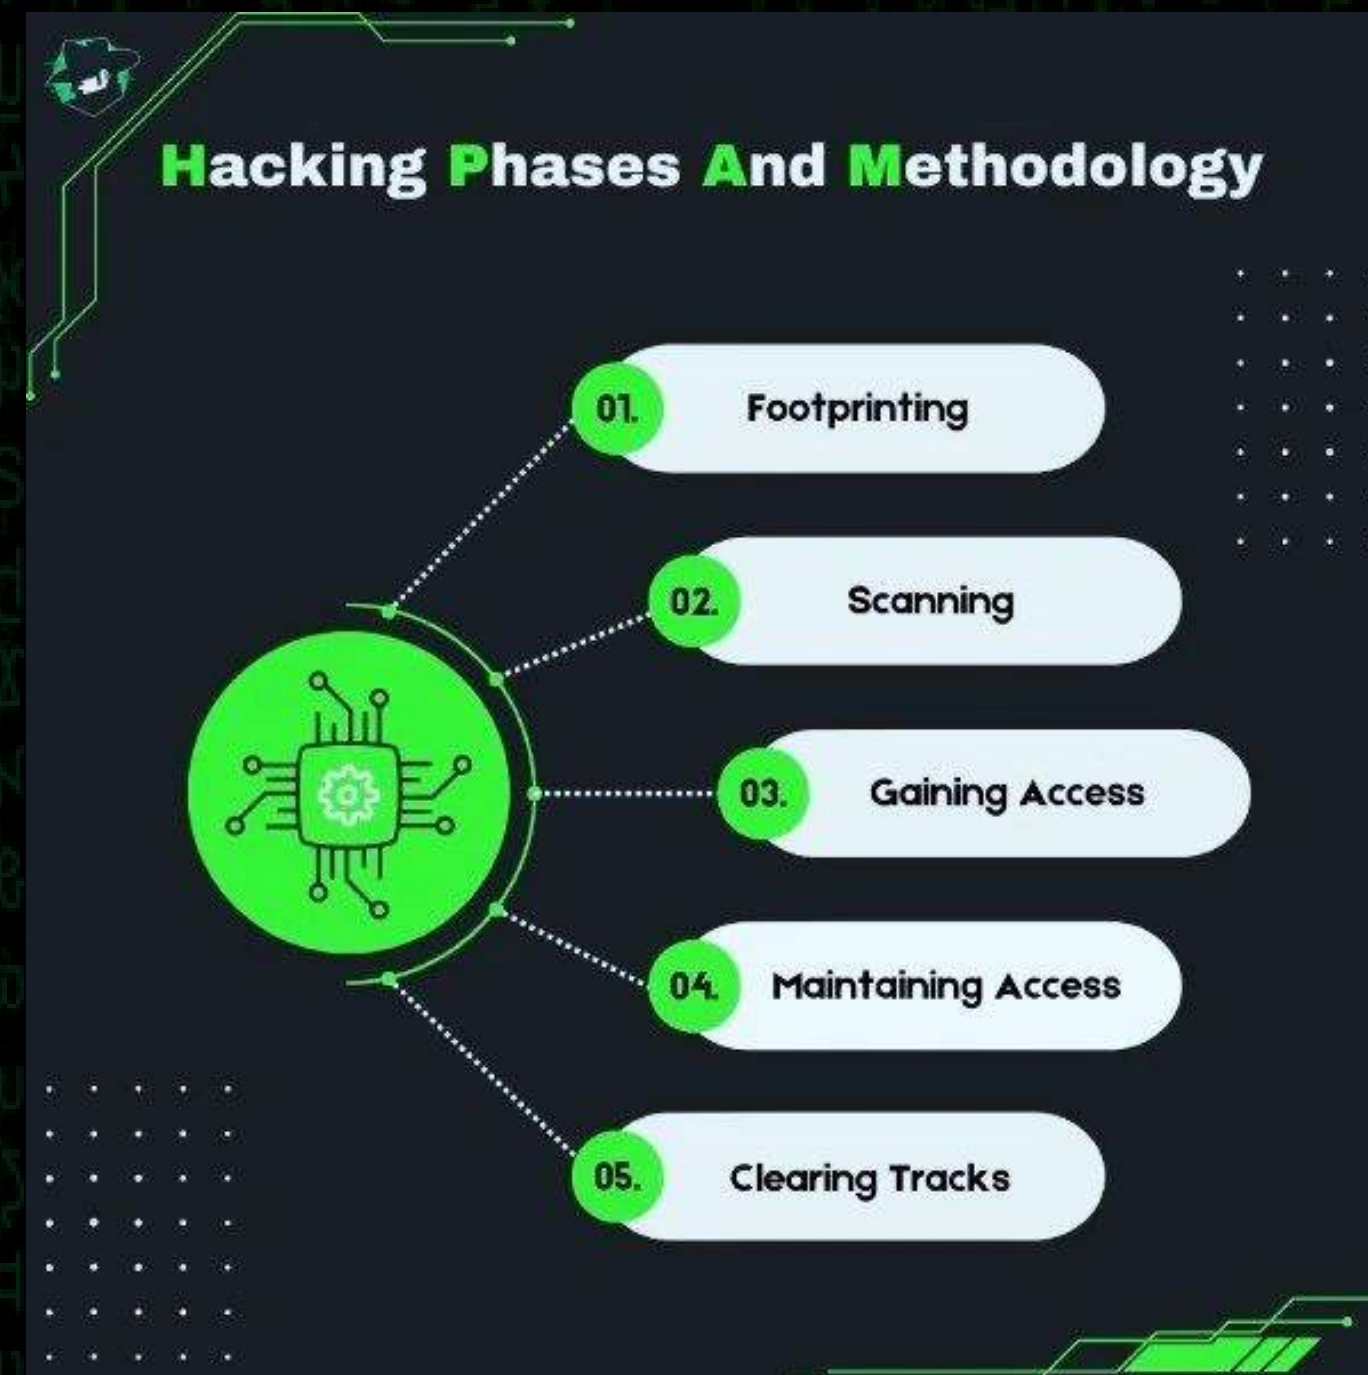 Hacking Phases And Methodology
01. Footprinting
02. Scanning
03. Gaining Access
04. Maintaining Access
05. Clearing Tracks